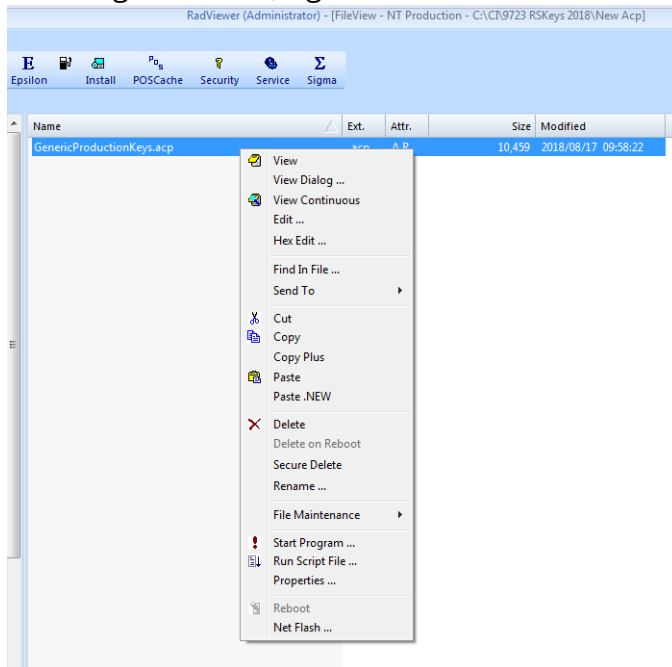 RadViewer (Administrator) - [FileView - NT Production - C:\CI\9723 RSKeys 2018\New Acp]
E Pos Σ
Epsilon Install POSCache Security Service Sigma
Name Ext. Attr. Size Modified
GenericProductionKeys.acp acp A R 10,459 2018/08/17 09:58:22
View
View Dialog ...
View Continuous
Edit ...
Hex Edit ...
Find In File ...
Send To
Cut
Copy
Copy Plus
Paste
Paste .NEW
Delete
Delete on Reboot
Secure Delete
Rename ...
File Maintenance
Start Program ...
Run Script File ...
Properties ...
Reboot
Net Flash ...